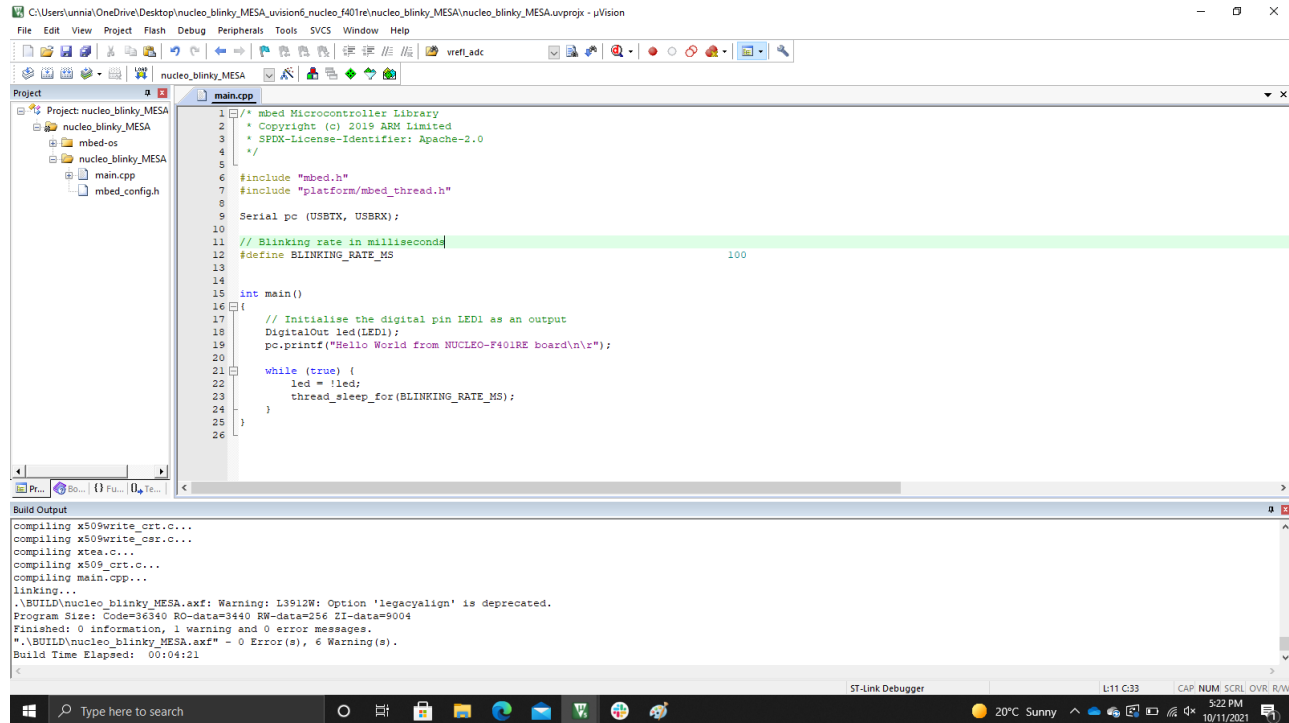 C:\Users\unnia\OneDrive\Desktop\nucleo_blinky_MESA_uvision6_nucleo_f401re\nucleo_blinky_MESA\nucleo_blinky_MESA.uvprojx - µVision
File Edit View Project Flash Debug Peripherals Tools SVCS Window Help
vrefl_adc
LOAD nucleo_blinky_MESA
Project
main.cpp
Project: nucleo_blinky_MESA
nucleo_blinky_MESA
mbed-os
nucleo_blinky_MESA
main.cpp
mbed_config.h
1 /* mbed Microcontroller Library
2 * Copyright (c) 2019 ARM Limited
3 * SPDX-License-Identifier: Apache-2.0
4 */
5
6 #include "mbed.h"
7 #include "platform/mbed_thread.h"
8
9 Serial pc (USBTX, USBRX);
10
11 // Blinking rate in milliseconds
12 #define BLINKING_RATE_MS 100
13
14
15 int main()
16 {
17 // Initialise the digital pin LED1 as an output
18 DigitalOut led(LED1);
19 pc.printf("Hello World from NUCLEO-F401RE board\n\r");
20
21 while (true) {
22 led = !led;
23 thread_sleep_for(BLINKING_RATE_MS);
24 }
25 }
26
Pr... Bo... {} Fu... 0→ Te...
Build Output
compiling x509write_crt.c...
compiling x509write_csr.c...
compiling xtea.c...
compiling x509_crt.c...
compiling main.cpp...
linking...
.\BUILD\nucleo_blinky_MESA.axf: Warning: L3912W: Option 'legacyalign' is deprecated.
Program Size: Code=36340 RO-data=3440 RW-data=256 ZI-data=9004
Finished: 0 information, 1 warning and 0 error messages.
".\BUILD\nucleo_blinky_MESA.axf" - 0 Error(s), 6 Warning(s).
Build Time Elapsed: 00:04:21
ST-Link Debugger L:11 C:33 CAP NUM SCRL OVR R/W
Type here to search
20°C Sunny
5:22 PM
10/11/2021